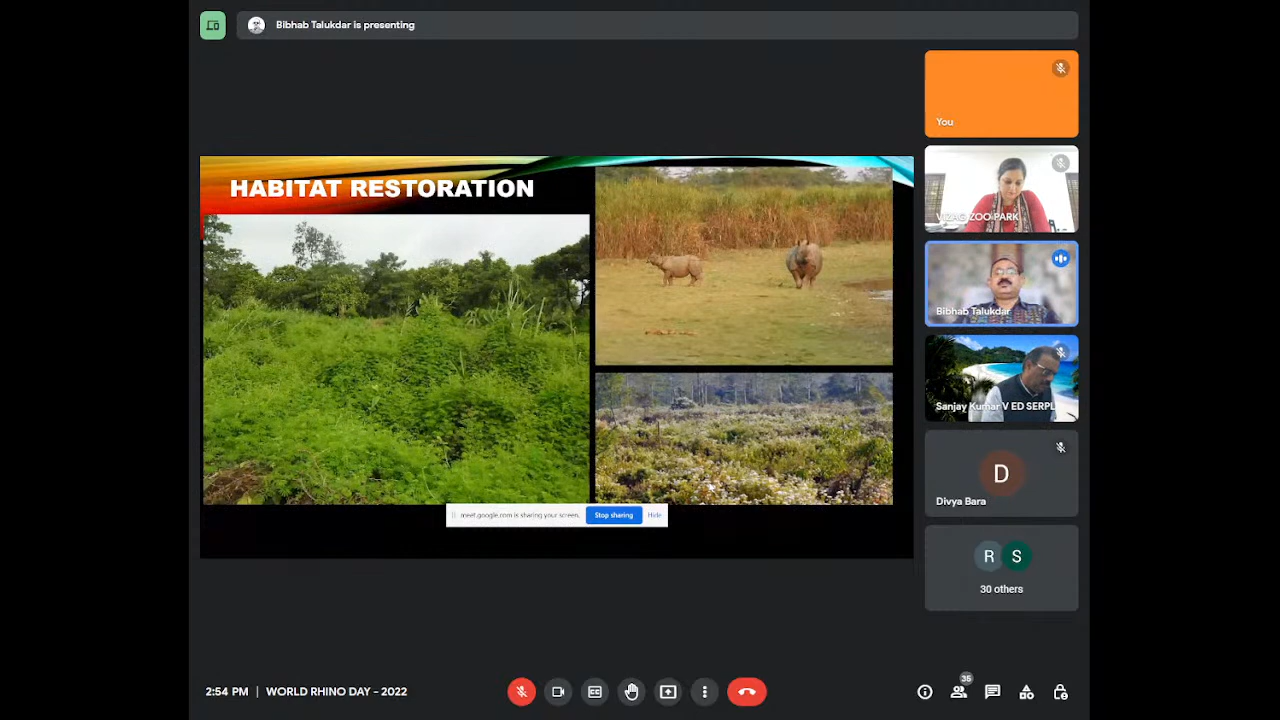 Bibhab Talukdar is presenting
You
HABITAT RESTORATION
VIZAG ZOO PARK
Bibhab Talukdar
Sanjay Kumar V ED SERPL
meet.google.com is sharing your screen.
Stop sharing
Hide
D
Divya Bara
R
S
30 others
2:54 PM | WORLD RHINO DAY - 2022
35